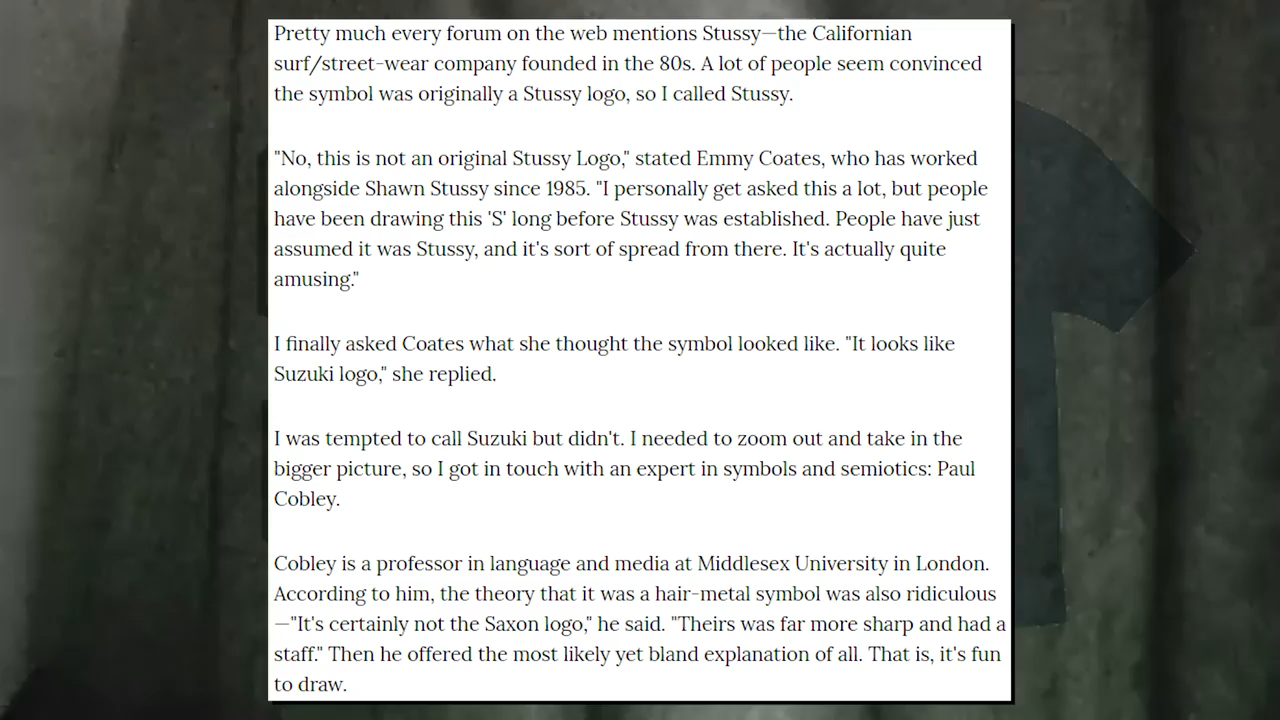 Pretty much every forum on the web mentions Stussy—the Californian
surf/street-wear company founded in the 80s. A lot of people seem convinced
the symbol was originally a Stussy logo, so I called Stussy.
"No, this is not an original Stussy Logo," stated Emmy Coates, who has worked
alongside Shawn Stussy since 1985. "I personally get asked this a lot, but people
have been drawing this 'S' long before Stussy was established. People have just
assumed it was Stussy, and it's sort of spread from there. It's actually quite
amusing."
I finally asked Coates what she thought the symbol looked like. "It looks like
Suzuki logo," she replied.
I was tempted to call Suzuki but didn't. I needed to zoom out and take in the
bigger picture, so I got in touch with an expert in symbols and semiotics: Paul
Cobley.
Cobley is a professor in language and media at Middlesex University in London.
According to him, the theory that it was a hair-metal symbol was also ridiculous
—"It's certainly not the Saxon logo," he said. "Theirs was far more sharp and had a
staff." Then he offered the most likely yet bland explanation of all. That is, it's fun
to draw.